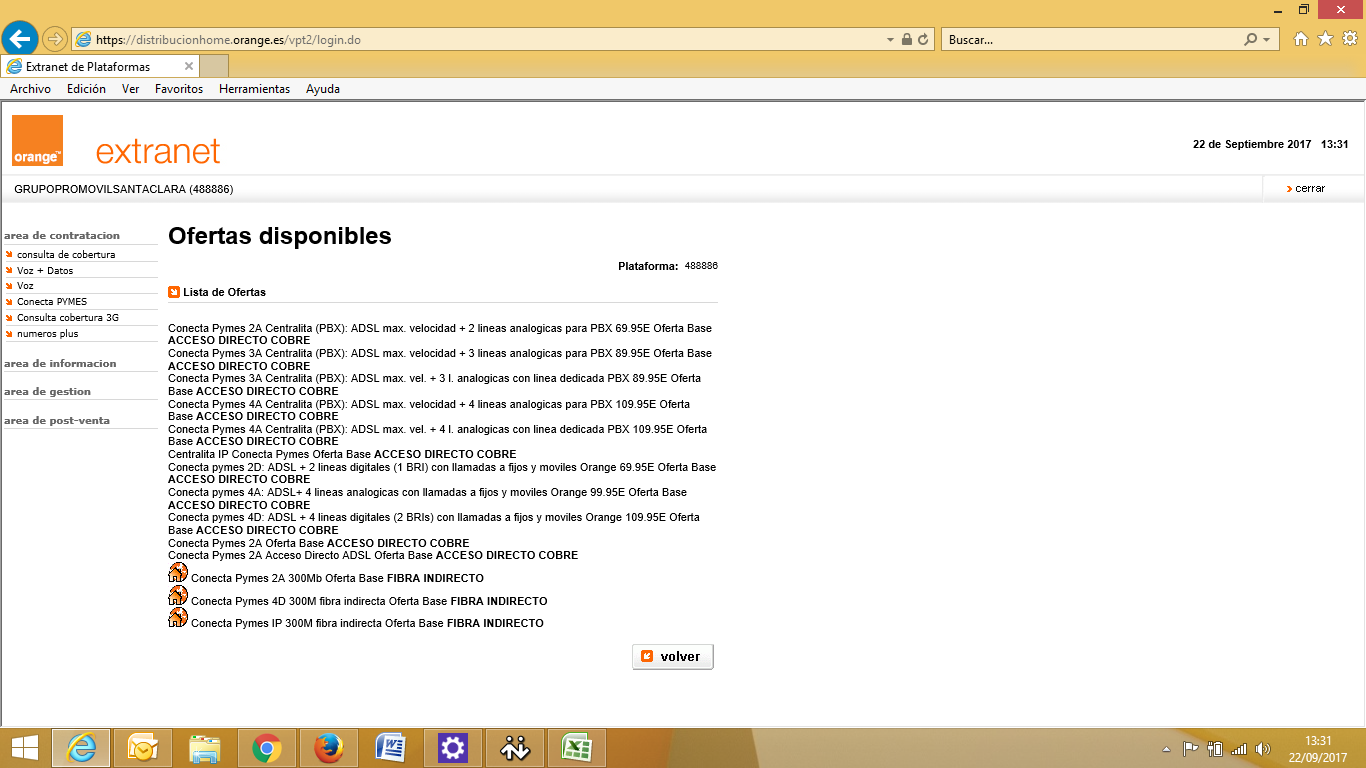 https://distribucionhome.orange.es/vpt2/login.do
Buscar...
Extranet de Plataformas
Archivo Edición Ver Favoritos Herramientas Ayuda
orange™
extranet
22 de Septiembre 2017 13:31
GRUPOPROMOVILSANTACLARA (488886)
cerrar
area de contratacion
consulta de cobertura
Voz + Datos
Voz
Conecta PYMES
Consulta cobertura 3G
numeros plus
area de informacion
area de gestion
area de post-venta
Ofertas disponibles
Plataforma: 488886
Lista de Ofertas
Conecta Pymes 2A Centralita (PBX): ADSL max. velocidad + 2 lineas analogicas para PBX 69.95E Oferta Base
ACCESO DIRECTO COBRE
Conecta Pymes 3A Centralita (PBX): ADSL max. velocidad + 3 lineas analogicas para PBX 89.95E Oferta Base
ACCESO DIRECTO COBRE
Conecta Pymes 3A Centralita (PBX): ADSL max. vel. + 3 l. analogicas con linea dedicada PBX 89.95E Oferta
Base ACCESO DIRECTO COBRE
Conecta Pymes 4A Centralita (PBX): ADSL max. velocidad + 4 lineas analogicas para PBX 109.95E Oferta
Base ACCESO DIRECTO COBRE
Conecta Pymes 4A Centralita (PBX): ADSL max. vel. + 4 l. analogicas con linea dedicada PBX 109.95E Oferta
Base ACCESO DIRECTO COBRE
Centralita IP Conecta Pymes Oferta Base ACCESO DIRECTO COBRE
Conecta pymes 2D: ADSL + 2 lineas digitales (1 BRI) con llamadas a fijos y moviles Orange 69.95E Oferta Base
ACCESO DIRECTO COBRE
Conecta pymes 4A: ADSL+ 4 lineas analogicas con llamadas a fijos y moviles Orange 99.95E Oferta Base
ACCESO DIRECTO COBRE
Conecta pymes 4D: ADSL + 4 lineas digitales (2 BRIs) con llamadas a fijos y moviles Orange 109.95E Oferta
Base ACCESO DIRECTO COBRE
Conecta Pymes 2A Oferta Base ACCESO DIRECTO COBRE
Conecta Pymes 2A Acceso Directo ADSL Oferta Base ACCESO DIRECTO COBRE
Conecta Pymes 2A 300Mb Oferta Base FIBRA INDIRECTO
Conecta Pymes 4D 300M fibra indirecta Oferta Base FIBRA INDIRECTO
Conecta Pymes IP 300M fibra indirecta Oferta Base FIBRA INDIRECTO
volver
13:31
22/09/2017